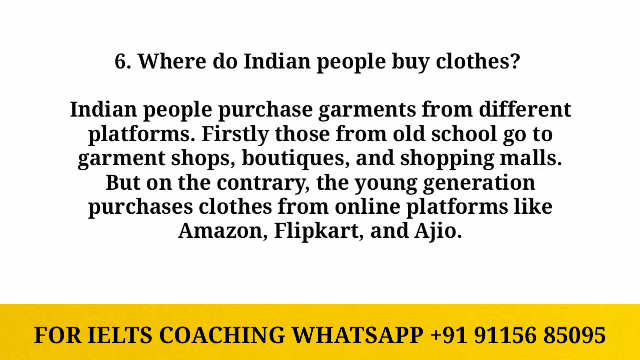 6. Where do Indian people buy clothes?
Indian people purchase garments from different
platforms. Firstly those from old school go to
garment shops, boutiques, and shopping malls.
But on the contrary, the young generation
purchases clothes from online platforms like
Amazon, Flipkart, and Ajio.
FOR IELTS COACHING WHATSAPP +91 91156 85095